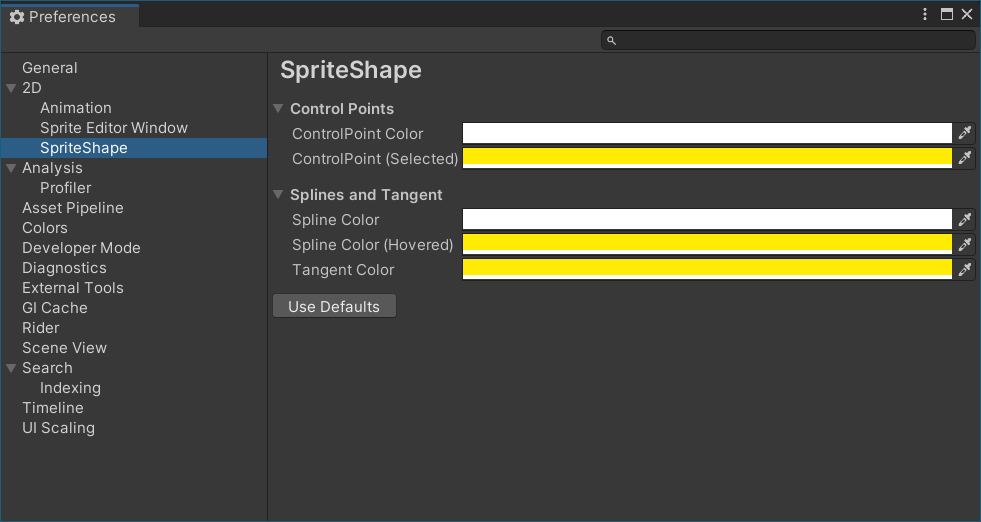 Preferences
General
2D
Animation
Sprite Editor Window
SpriteShape
Analysis
Profiler
Asset Pipeline
Colors
Developer Mode
Diagnostics
External Tools
GI Cache
Rider
Scene View
Search
Indexing
Timeline
UI Scaling
SpriteShape
Control Points
ControlPoint Color
ControlPoint (Selected)
Splines and Tangent
Spline Color
Spline Color (Hovered)
Tangent Color
Use Defaults